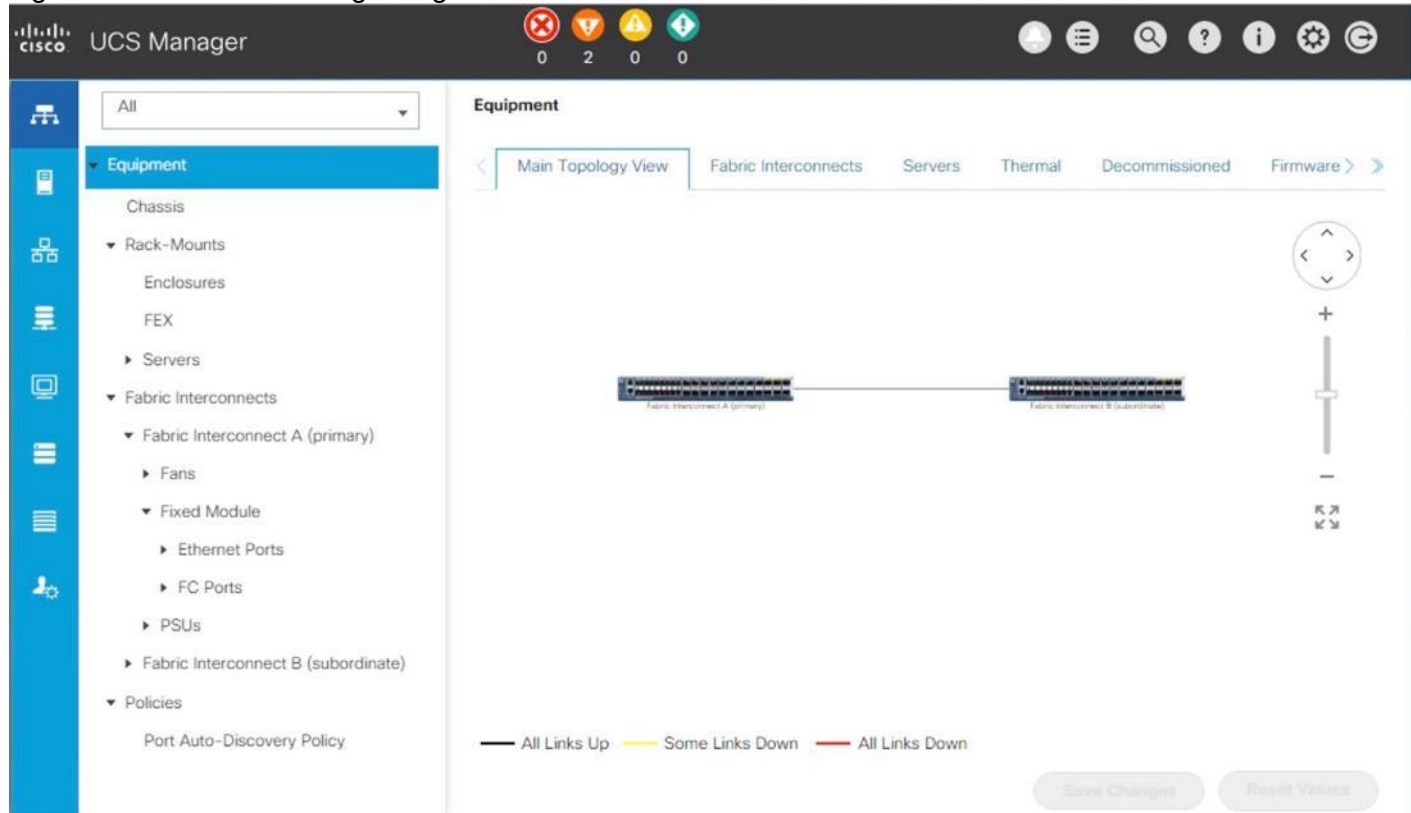 CISCO
UCS Manager
0 2 0 0
All
Equipment
Chassis
Rack-Mounts
Enclosures
FEX
Servers
Fabric Interconnects
Fabric Interconnect A (primary)
Fans
Fixed Module
Ethernet Ports
FC Ports
PSUs
Fabric Interconnect B (subordinate)
Policies
Port Auto-Discovery Policy
Equipment
Main Topology View Fabric Interconnects Servers Thermal Decommissioned Firmware
Fabric Interconnect A (primary) Fabric Interconnect B (subordinate)
All Links Up Some Links Down All Links Down
Save Changes Reset Values